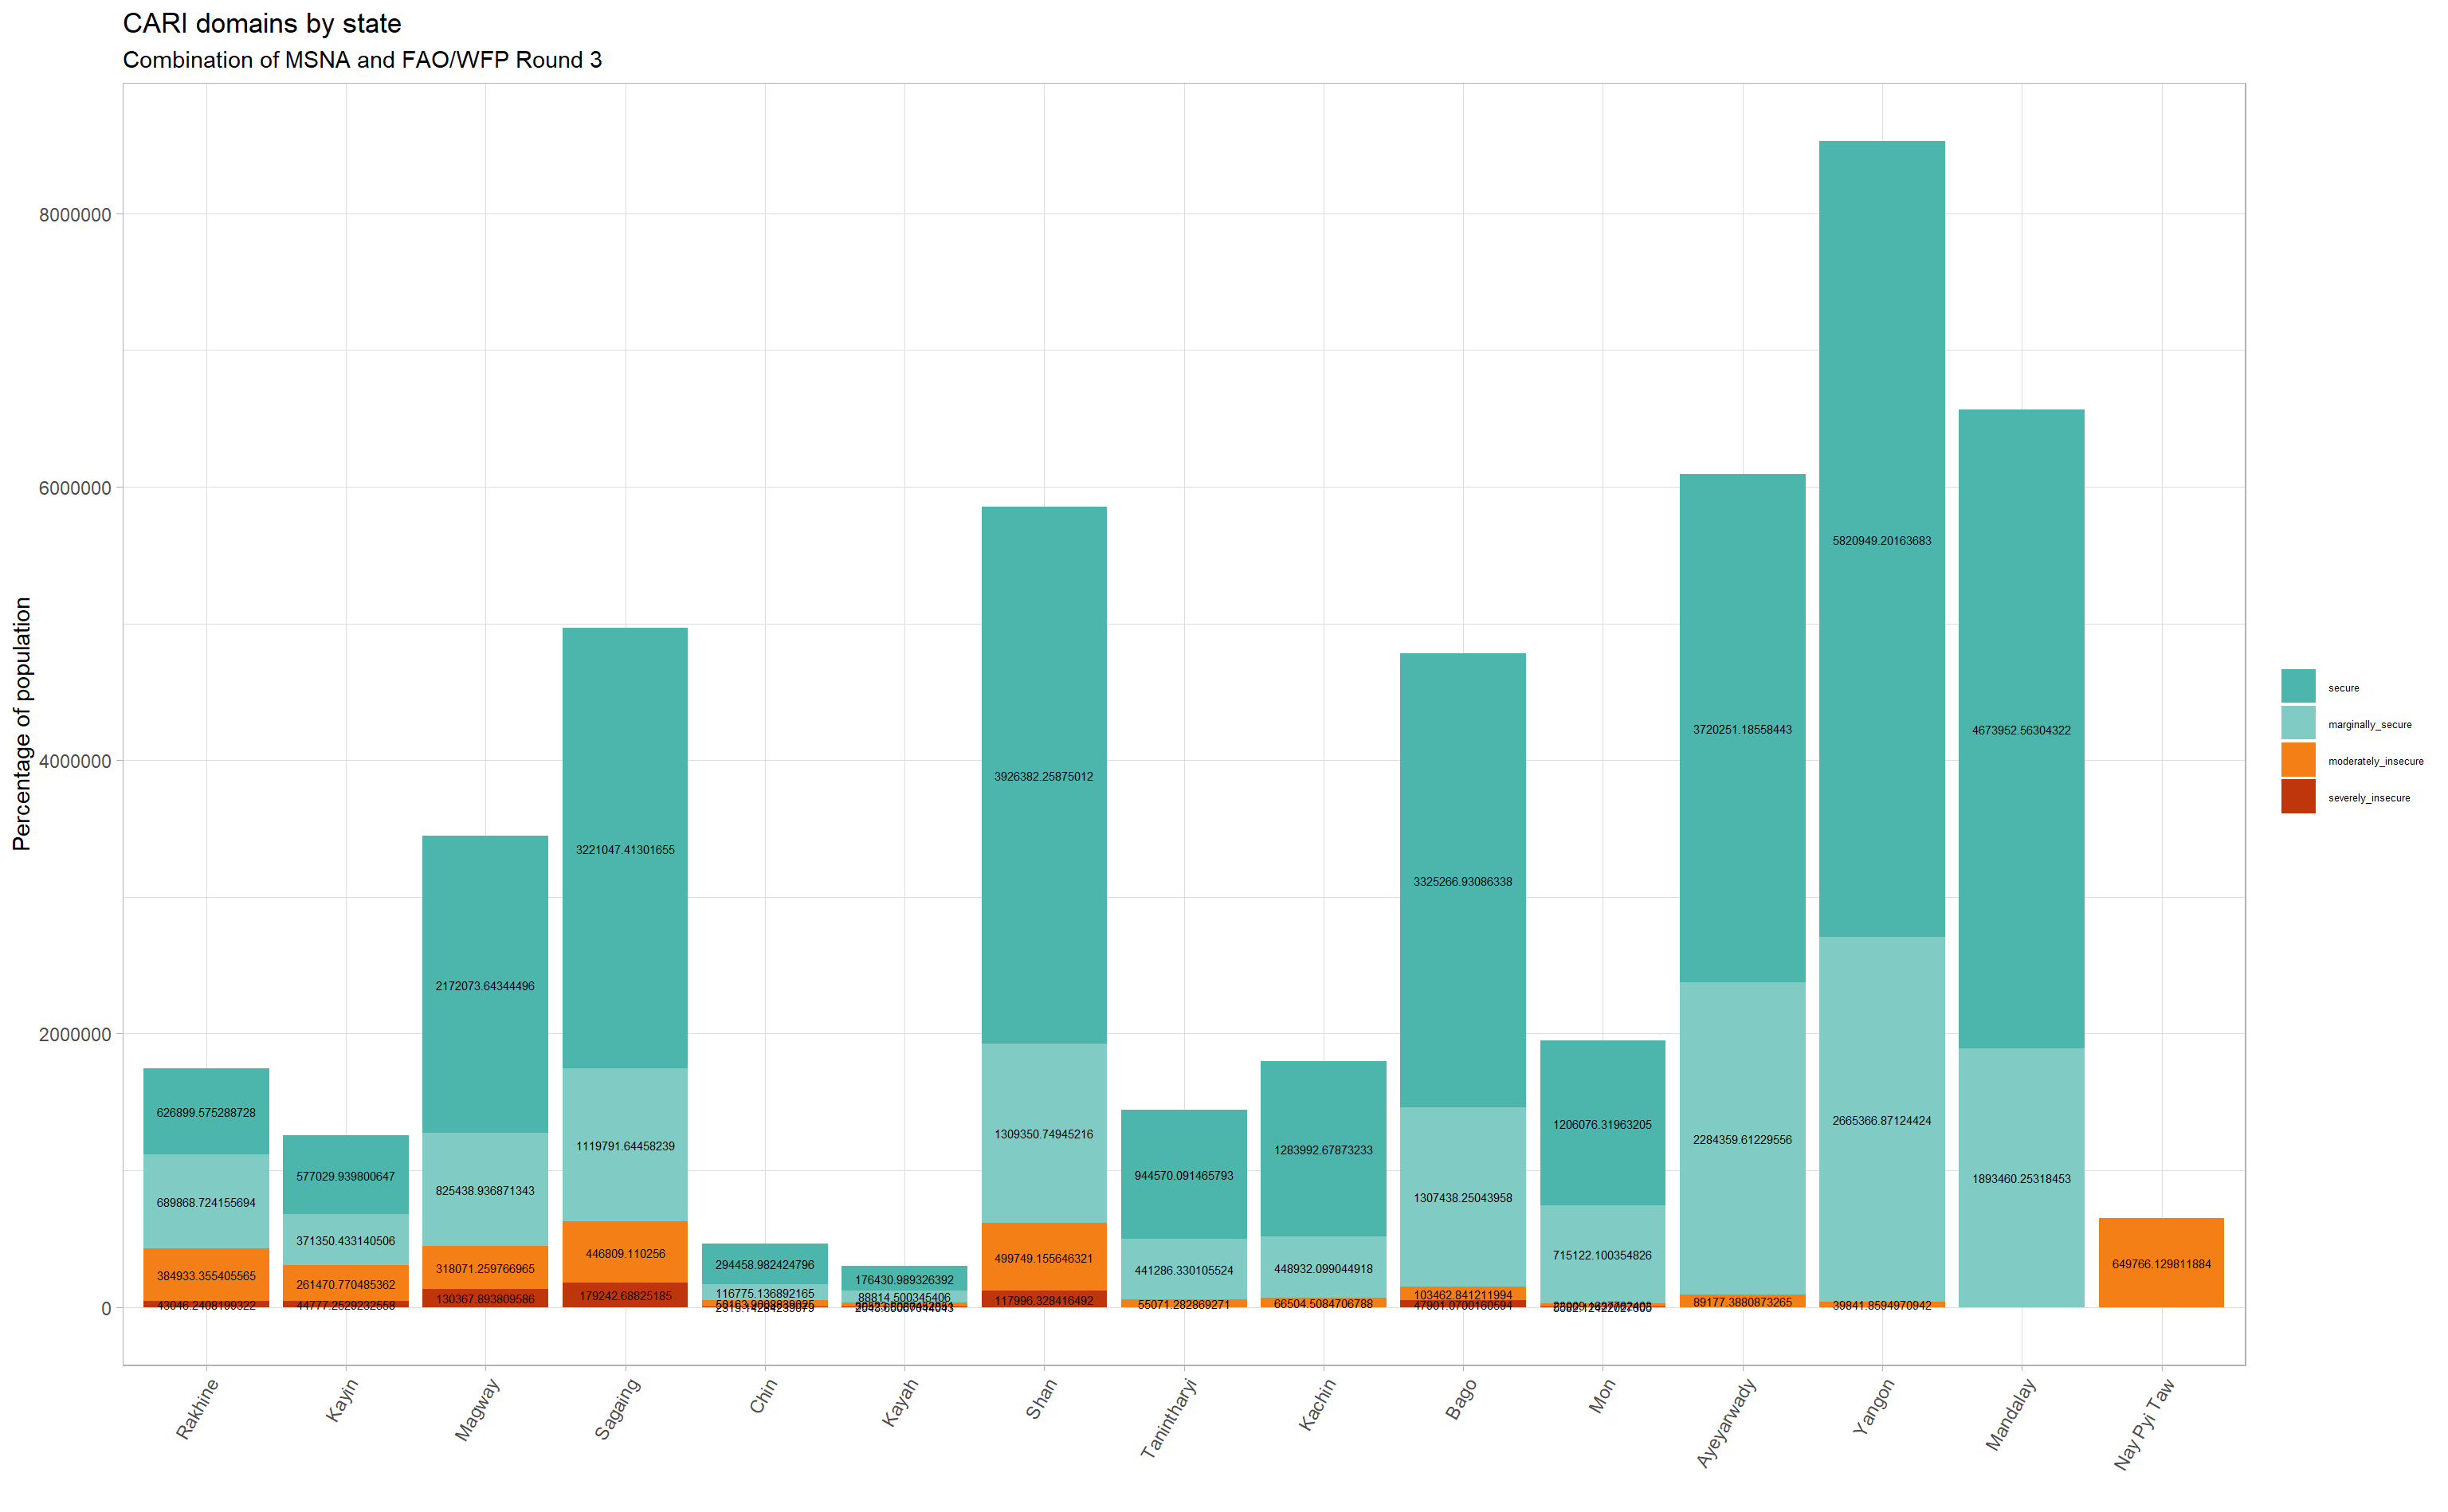 CARI domains by state
Combination of MSNA and FAO/WFP Round 3
Percentage of population
8000000
6000000
4000000
2000000
0
626899.575288728
689868.724155694
384933.355405565
43046.2408199322
577029.939800647
371350.433140506
261470.770485362
44777.2529232558
2172073.64344496
825438.936871343
318071.259766965
130367.893809586
3221047.41301655
1119791.64458239
446809.110256
179242.68825185
294458.982424796
116775.136892165
176430.989326392
88814.500345406
3926382.25875012
1309350.74945216
499749.155646321
117996.328416492
944570.091465793
441286.330105524
55071.282869271
1283992.67873233
448932.099044918
66504.5084706788
3325266.93086338
1307438.25043958
103462.841211994
47901.0700160594
1206076.31963205
715122.100354826
3720251.18558443
2284359.61229556
89177.3880873265
5820949.20163683
2665366.87124424
39841.8594970942
4673952.56304322
1893460.25318453
649766.129811884
Rakhine
Kayin
Magway
Sagaing
Chin
Kayah
Shan
Tanintharyi
Kachin
Bago
Mon
Ayeyarwady
Yangon
Mandalay
Nay Pyi Taw
secure
marginally_secure
moderately_insecure
severely_insecure